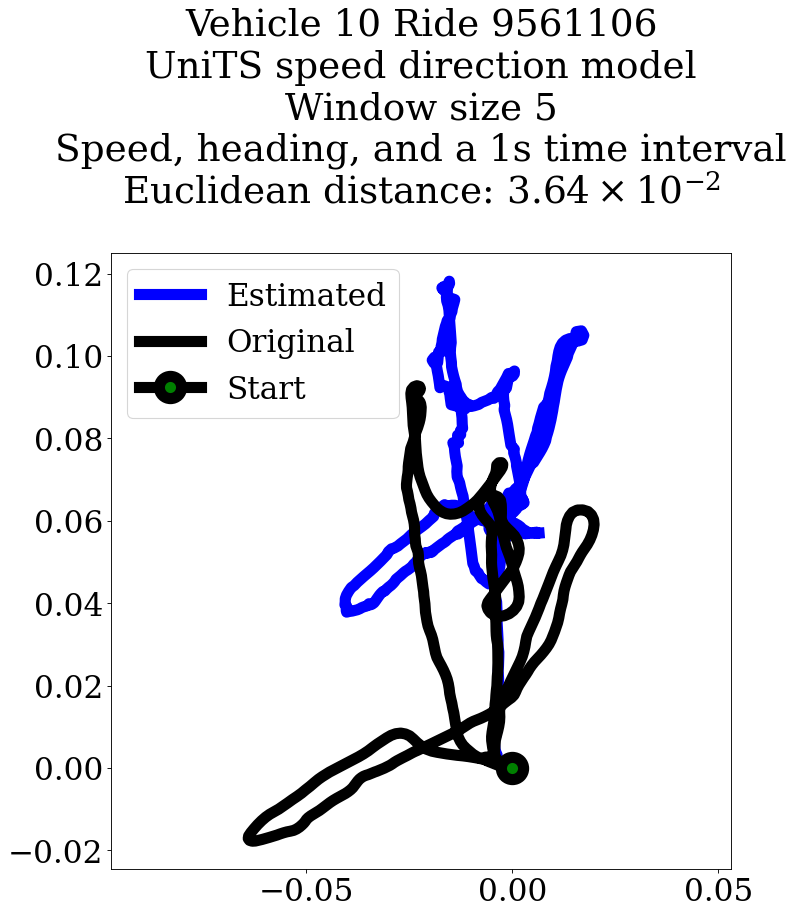 Vehicle 10 Ride 9561106
UniTS speed direction model
Window size 5
Speed, heading, and a 1s time interval
Euclidean distance: 3.64 × 10⁻²
0.12
0.10
0.08
0.06
0.04
0.02
0.00
−0.02
Estimated
Original
Start
−0.05
0.00
0.05